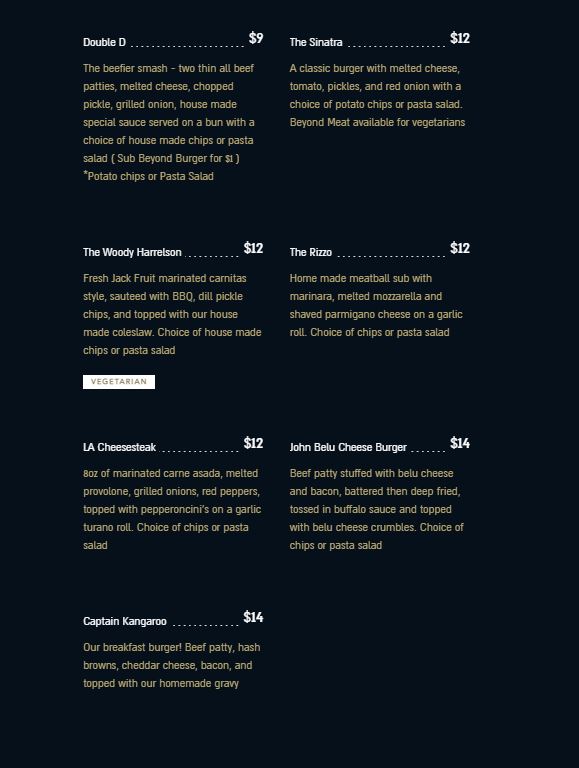 Double D ........................ $9
The beefier smash - two thin all beef
patties, melted cheese, chopped
pickle, grilled onion, house made
special sauce served on a bun with a
choice of house made chips or pasta
salad ( Sub Beyond Burger for $1 )
*Potato chips or Pasta Salad
The Sinatra ..................... $12
A classic burger with melted cheese,
tomato, pickles, and red onion with a
choice of potato chips or pasta salad.
Beyond Meat available for vegetarians
The Woody Harrelson ........... $12
Fresh Jack Fruit marinated carnitas
style, sauteed with BBQ, dill pickle
chips, and topped with our house
made coleslaw. Choice of house made
chips or pasta salad
VEGETARIAN
The Rizzo ....................... $12
Home made meatball sub with
marinara, melted mozzarella and
shaved parmigano cheese on a garlic
roll. Choice of chips or pasta salad
LA Cheesesteak ................ $12
8oz of marinated carne asada, melted
provolone, grilled onions, red peppers,
topped with pepperoncini's on a garlic
turano roll. Choice of chips or pasta
salad
John Belu Cheese Burger ....... $14
Beef patty stuffed with belu cheese
and bacon, battered then deep fried,
tossed in buffalo sauce and topped
with belu cheese crumbles. Choice of
chips or pasta salad
Captain Kangaroo .............. $14
Our breakfast burger! Beef patty, hash
browns, cheddar cheese, bacon, and
topped with our homemade gravy